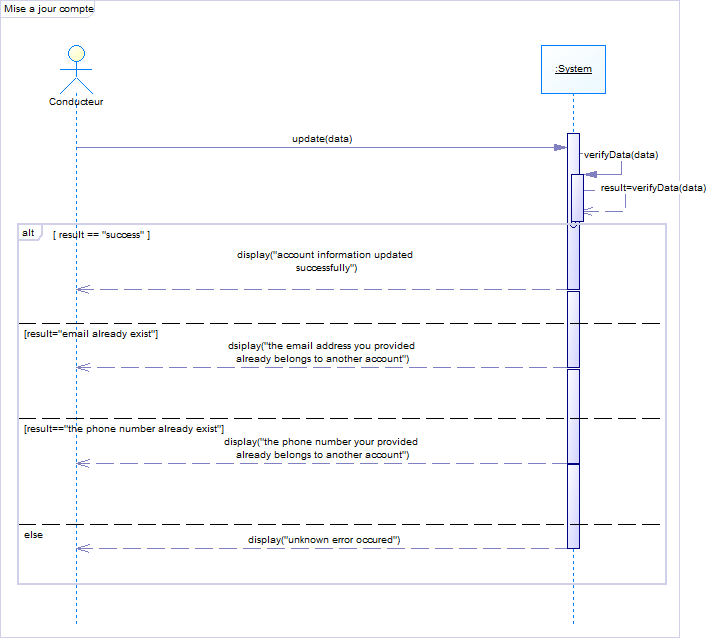 Mise a jour compte
Conducteur
:System
update(data)
verifyData(data)
result=verifyData(data)
alt
[ result == "success" ]
display("account information updated
successfully")
[result="email already exist"]
dsiplay("the email address you provided
already belongs to another account")
[result=="the phone number already exist"]
display("the phone number your provided
already belongs to another account")
else
display("unknown error occured")